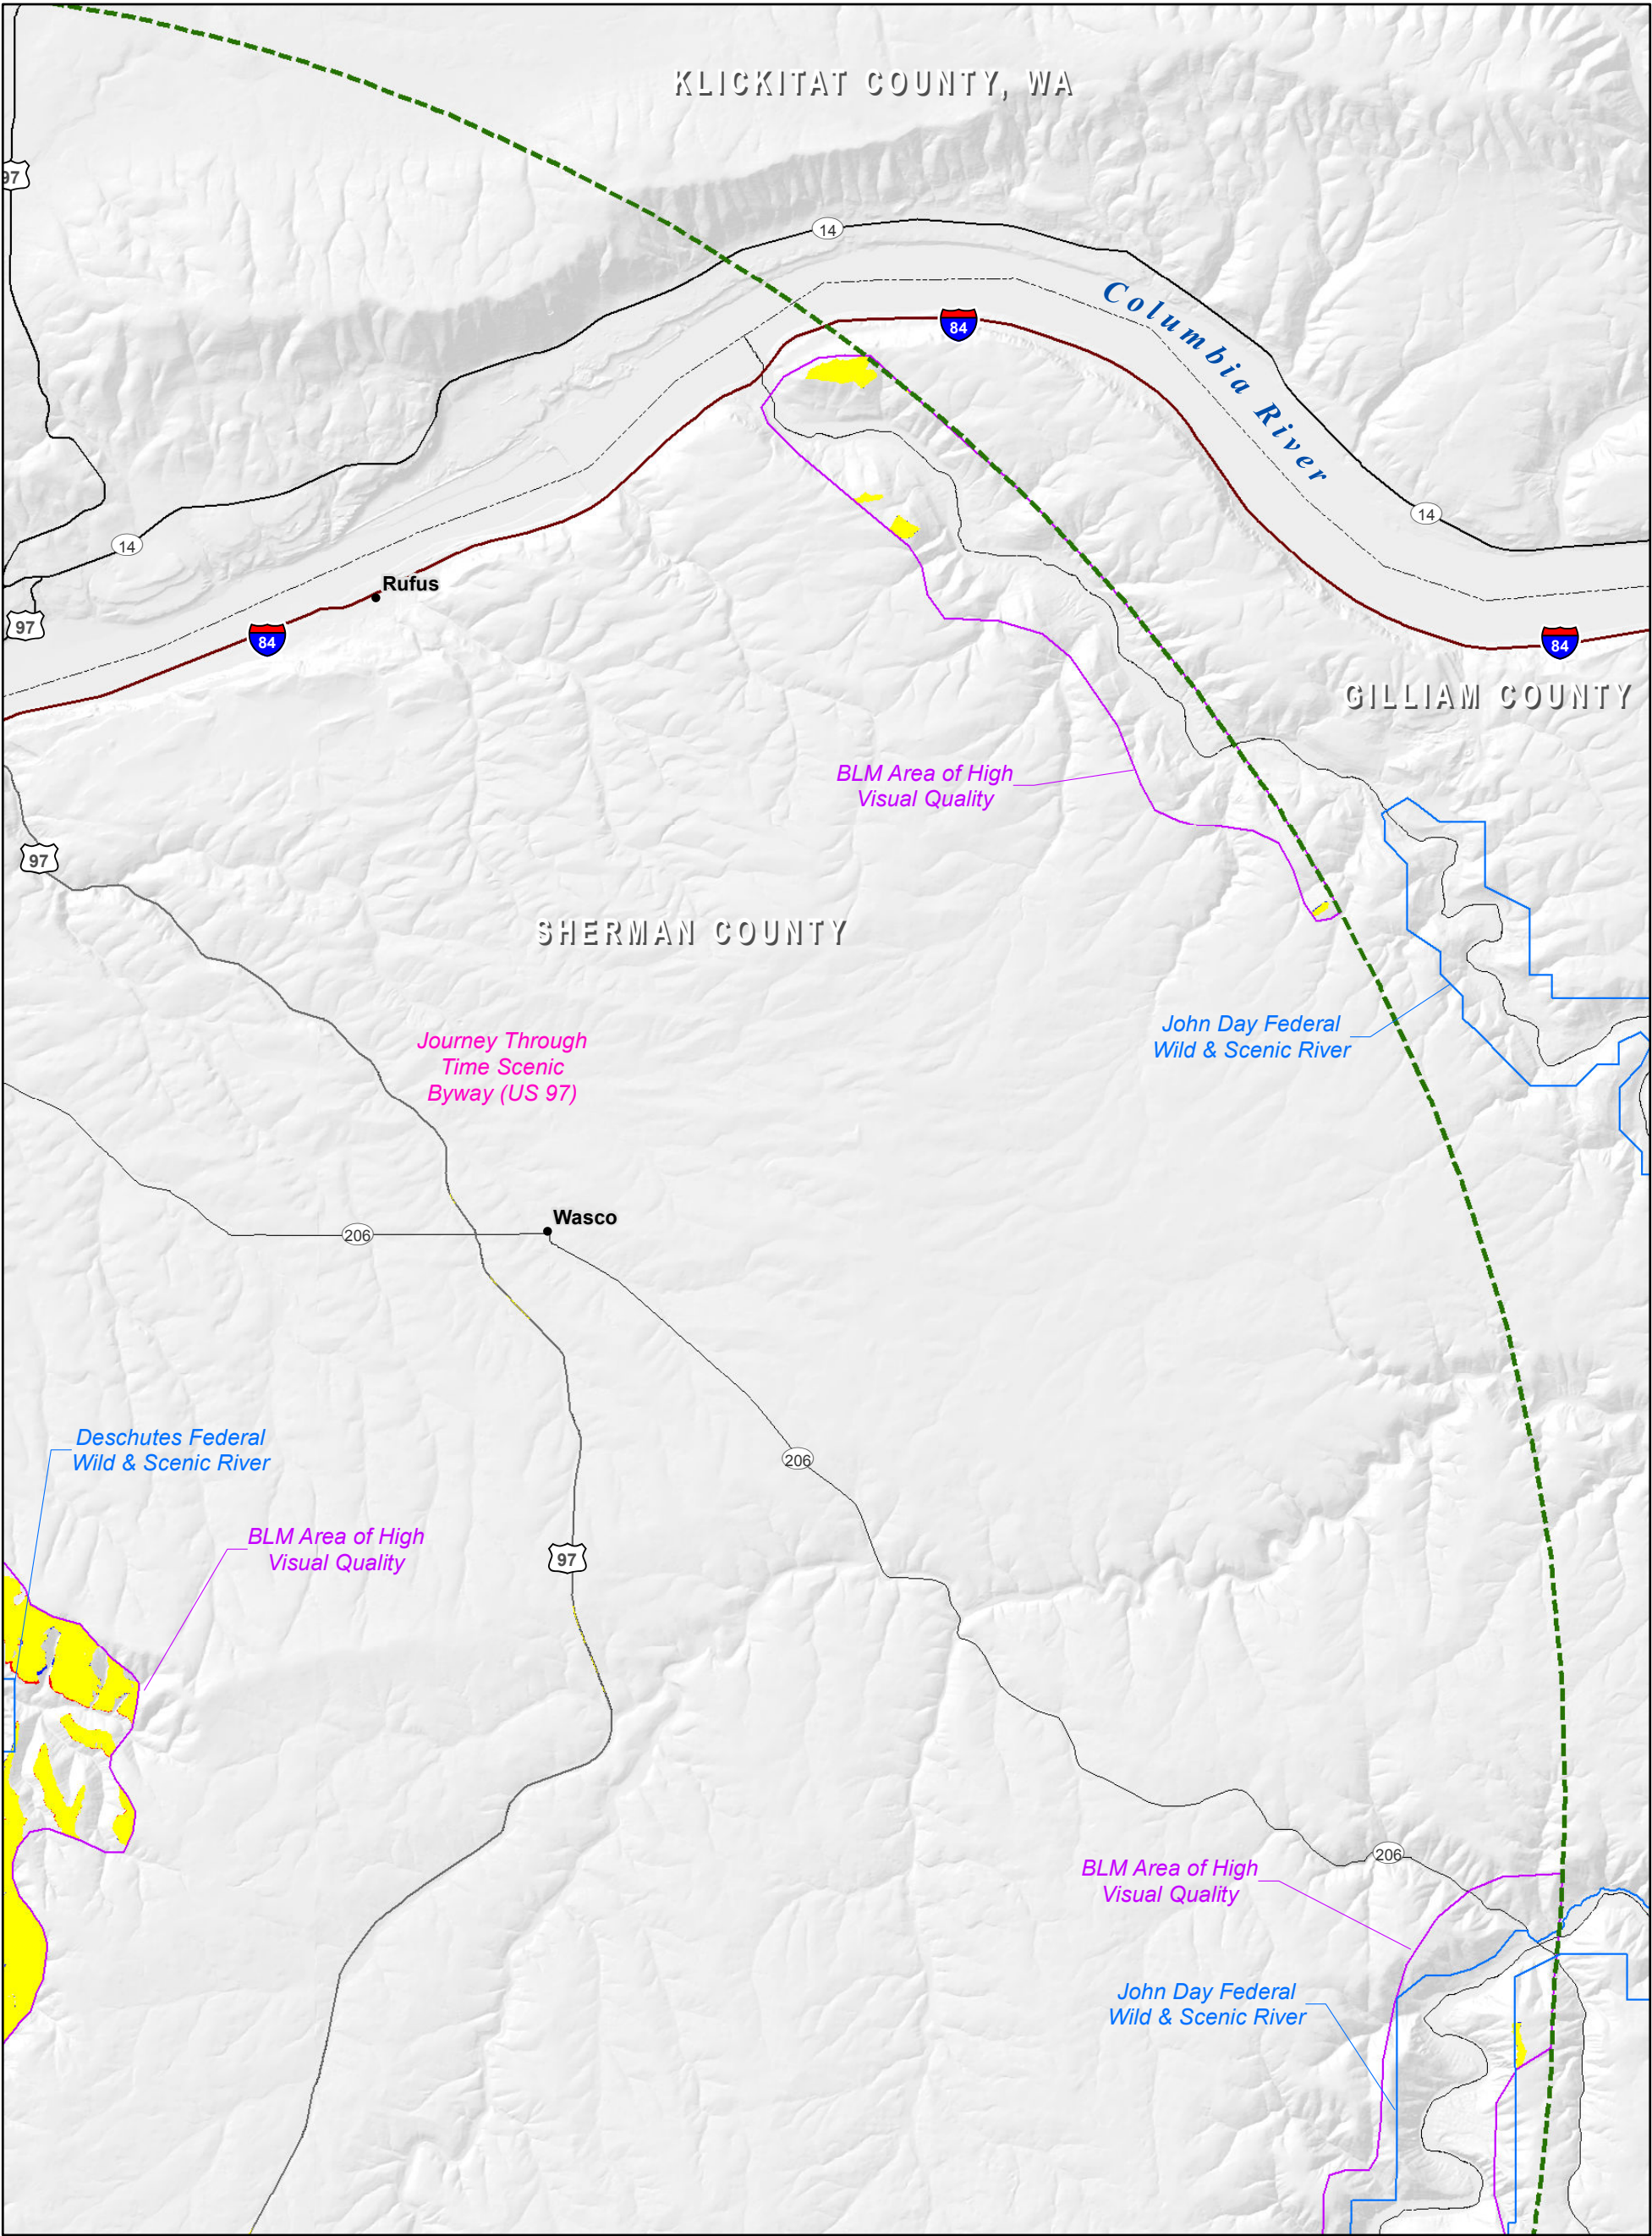 KLICKITAT COUNTY, WA
97
14
84
Columbia River
14
14
Rufus
97
84
84
GILLIAM COUNTY
BLM Area of High
Visual Quality
97
SHERMAN COUNTY
John Day Federal
Wild & Scenic River
Journey Through
Time Scenic
Byway (US 97)
Wasco
206
Deschutes Federal
Wild & Scenic River
206
BLM Area of High
Visual Quality
97
206
BLM Area of High
Visual Quality
John Day Federal
Wild & Scenic River